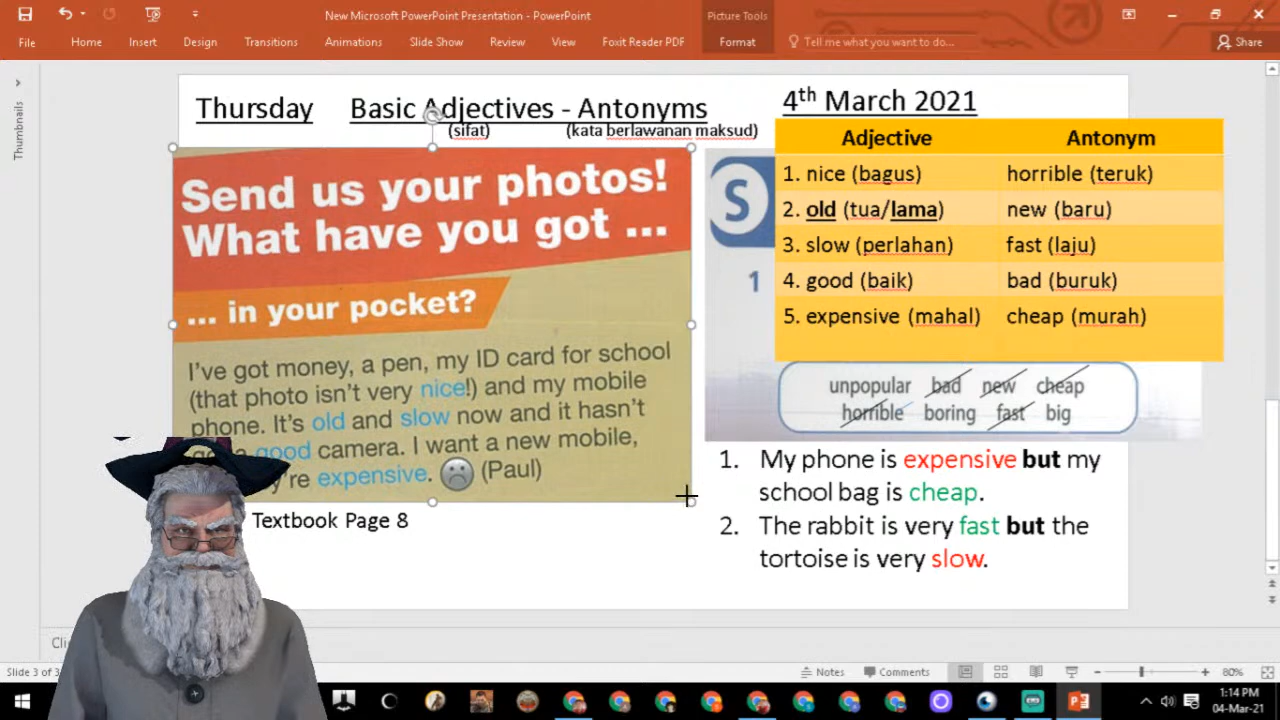 New Microsoft PowerPoint Presentation - PowerPoint
Picture Tools
File
Home
Insert
Design
Transitions
Animations
Slide Show
Review
View
Foxit Reader PDF
Format
Tell me what you want to do...
Share
Thumbnails
Thursday
Basic Adjectives - Antonyms
4th March 2021
(sifat)
(kata berlawanan maksud)
Send us your photos!
What have you got ...
... in your pocket?
I've got money, a pen, my ID card for school
(that photo isn't very nice!) and my mobile
phone. It's old and slow now and it hasn't
good camera. I want a new mobile,
're expensive. (Paul)
Textbook Page 8
S
1
Adjective Antonym
1. nice (bagus) horrible (teruk)
2. old (tua/lama) new (baru)
3. slow (perlahan) fast (laju)
4. good (baik) bad (buruk)
5. expensive (mahal) cheap (murah)
unpopular bad new cheap
horrible boring fast big
1. My phone is expensive but my
school bag is cheap.
2. The rabbit is very fast but the
tortoise is very slow.
Slide 3 of 3
Notes
Comments
80%
1:14 PM
04-Mar-21